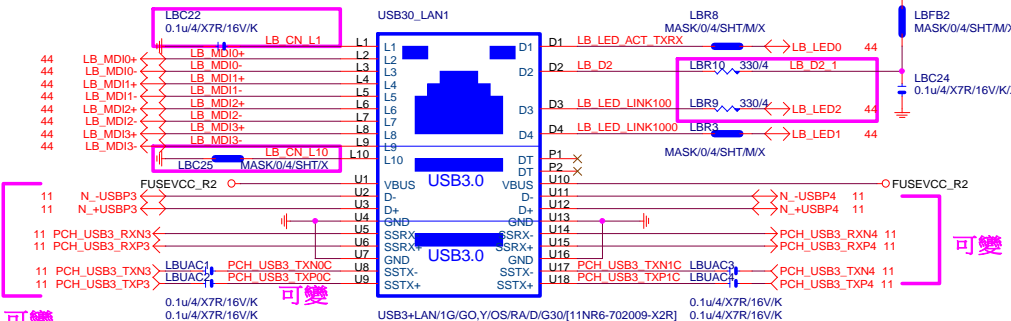 LBC22
0.1u/4/X7R/16V/K
USB30_LAN1
LBR8
MASK/0/4/SHT/M/X
LBFB2
MASK/0/4/SHT/M/X
LB_CN_L1 L1 L1 D1 D1 LB_LED_ACT_TXRX LB_LED0 44
44 LB_MDI0+ LB_MDI0+ L2 L2
44 LB_MDI0- LB_MDI0- L3 L3 D2 D2 LB_D2 LBR10 330/4 LB_D2_1
44 LB_MDI1+ LB_MDI1+ L4 L4
44 LB_MDI1- LB_MDI1- L5 L5
LBC24
0.1u/4/X7R/16V/K/
44 LB_MDI2+ LB_MDI2+ L6 L6 D3 D3 LB_LED_LINK100 LBR9 330/4 LB_LED2 44
44 LB_MDI2- LB_MDI2- L7 L7
44 LB_MDI3+ LB_MDI3+ L8 L8 D4 D4 LB_LED_LINK1000 LBR3 LB_LED1 44
44 LB_MDI3- LB_MDI3- L9 L9
MASK/0/4/SHT/M/X
LB_CN_L10 L10 L10 DT P1
LBC25 MASK/0/4/SHT/X DT P2
FUSEVCC_R2 U1 VBUS USB3.0 VBUS U10 FUSEVCC_R2
11 N_-USBP3 U2 D- D- U11 N_-USBP4 11
11 N_+USBP3 U3 D+ D+ U12 N_+USBP4 11
U4 GND GND U13
11 PCH_USB3_RXN3 U5 SSRX- SSRX- U14 PCH_USB3_RXN4 11
11 PCH_USB3_RXP3 U6 SSRX+ SSRX+ U15 PCH_USB3_RXP4 11
可變
U7 GND USB3.0 GND U16
11 PCH_USB3_TXN3 LBUAC1 PCH_USB3_TXN0C U8 SSTX- SSTX- U17 PCH_USB3_TXN1C LBUAC3 PCH_USB3_TXN4 11
11 PCH_USB3_TXP3 LBUAC2 PCH_USB3_TXP0C U9 SSTX+ SSTX+ U18 PCH_USB3_TXP1C LBUAC4 PCH_USB3_TXP4 11
可變
0.1u/4/X7R/16V/K 0.1u/4/X7R/16V/K
可變
0.1u/4/X7R/16V/K USB3+LAN/1G/GO,Y/OS/RA/D/G30/[11NR6-702009-X2R] 0.1u/4/X7R/16V/K